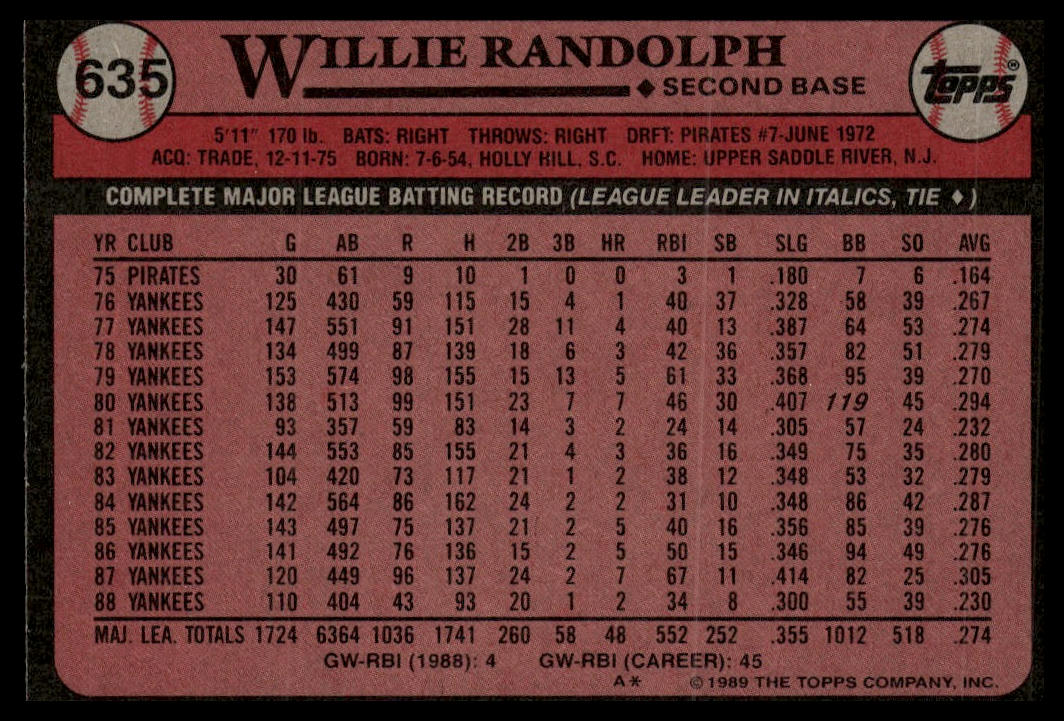 635
WILLIE RANDOLPH
◆ SECOND BASE
TOPPS®
5'11" 170 lb. BATS: RIGHT THROWS: RIGHT DRFT: PIRATES #7-JUNE 1972
ACQ: TRADE, 12-11-75 BORN: 7-6-54, HOLLY HILL, S.C. HOME: UPPER SADDLE RIVER, N.J.
COMPLETE MAJOR LEAGUE BATTING RECORD (LEAGUE LEADER IN ITALICS, TIE ♦)
YR CLUB G AB R H 2B 3B HR RBI SB SLG BB SO AVG
75 PIRATES 30 61 9 10 1 0 0 3 1 .180 7 6 .164
76 YANKEES 125 430 59 115 15 4 1 40 37 .328 58 39 .267
77 YANKEES 147 551 91 151 28 11 4 40 13 .387 64 53 .274
78 YANKEES 134 499 87 139 18 6 3 42 36 .357 82 51 .279
79 YANKEES 153 574 98 155 15 13 5 61 33 .368 95 39 .270
80 YANKEES 138 513 99 151 23 7 7 46 30 .407 119 45 .294
81 YANKEES 93 357 59 83 14 3 2 24 14 .305 57 24 .232
82 YANKEES 144 553 85 155 21 4 3 36 16 .349 75 35 .280
83 YANKEES 104 420 73 117 21 1 2 38 12 .348 53 32 .279
84 YANKEES 142 564 86 162 24 2 2 31 10 .348 86 42 .287
85 YANKEES 143 497 75 137 21 2 5 40 16 .356 85 39 .276
86 YANKEES 141 492 76 136 15 2 5 50 15 .346 94 49 .276
87 YANKEES 120 449 96 137 24 2 7 67 11 .414 82 25 .305
88 YANKEES 110 404 43 93 20 1 2 34 8 .300 55 39 .230
MAJ. LEA. TOTALS 1724 6364 1036 1741 260 58 48 552 252 .355 1012 518 .274
GW-RBI (1988): 4 GW-RBI (CAREER): 45
A* © 1989 THE TOPPS COMPANY, INC.